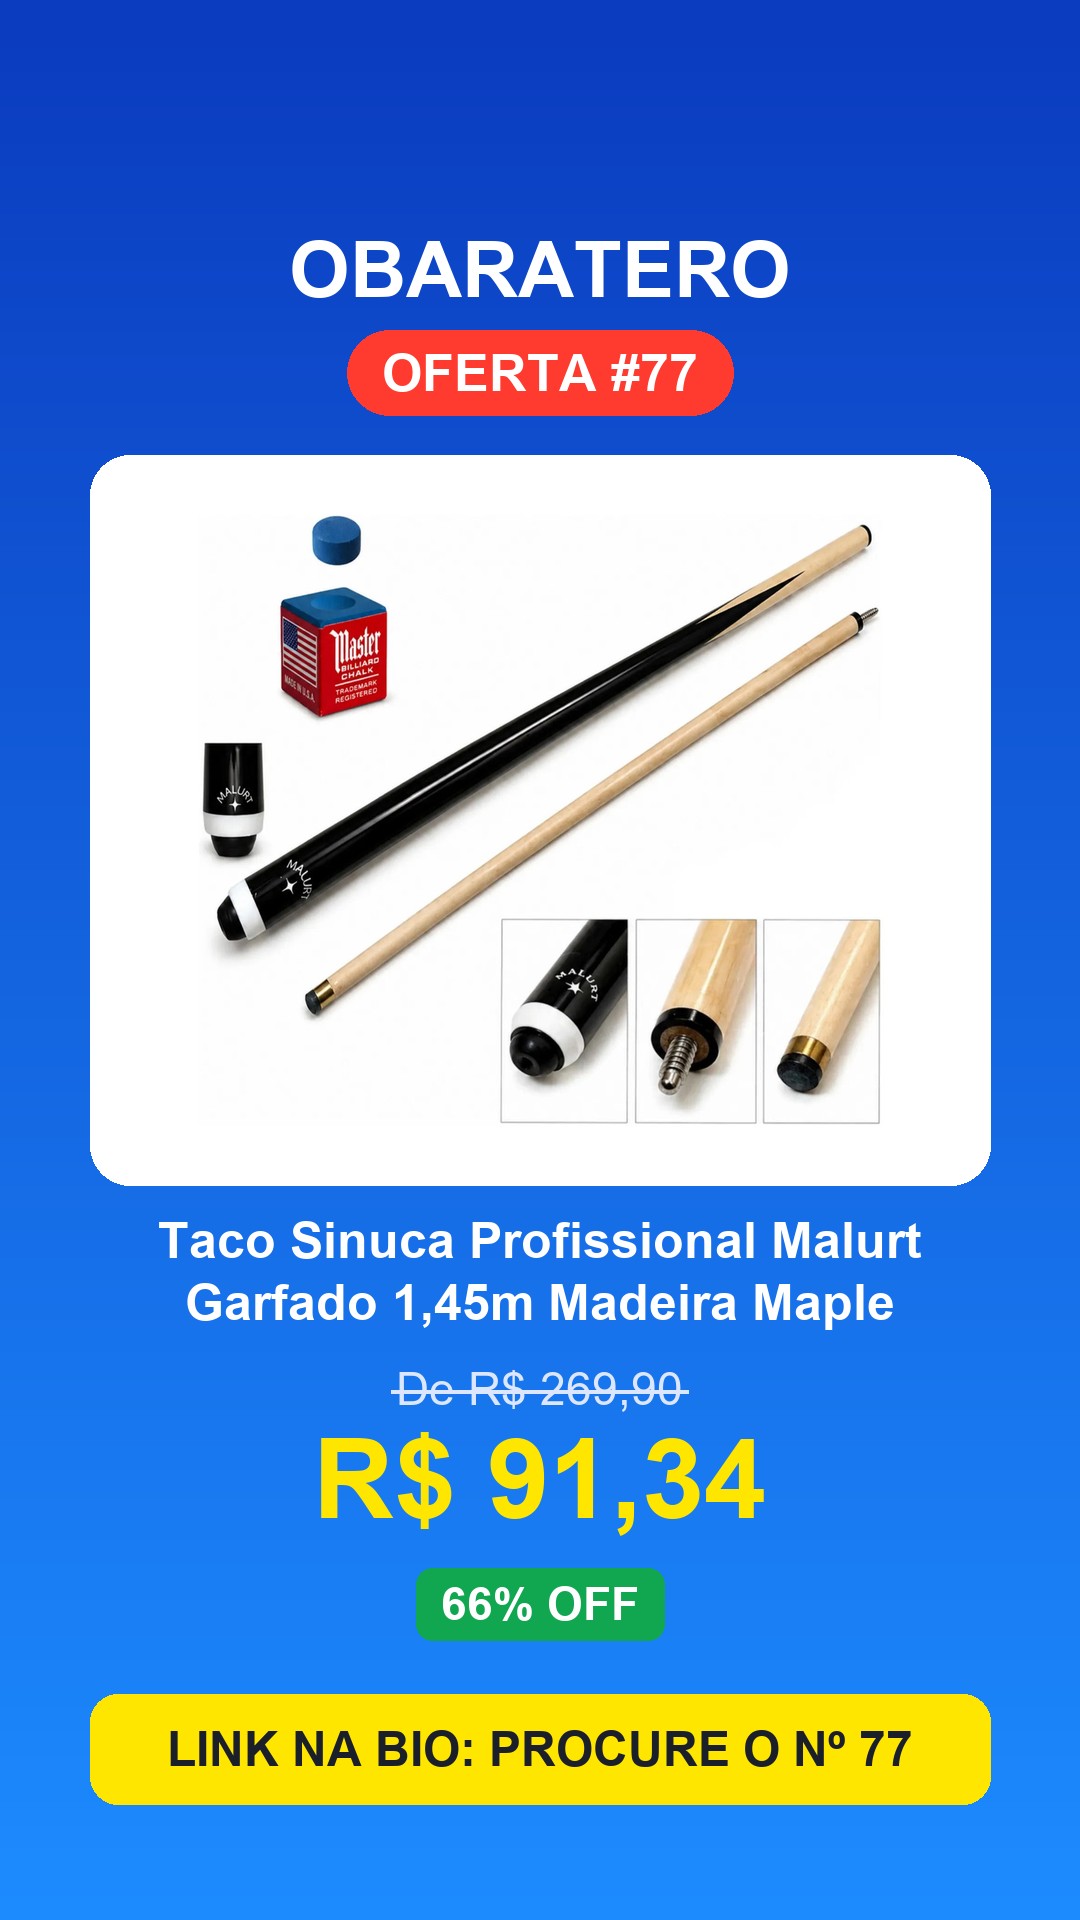 OBARATERO
OFERTA #77
Master
BILLIARD
CHALK
TRADEMARK
REGISTERED
MADE IN U.S.A.
MALURT
MALURT
MALURT
Taco Sinuca Profissional Malurt
Garfado 1,45m Madeira Maple
De R$ 269,90
R$ 91,34
66% OFF
LINK NA BIO: PROCURE O Nº 77